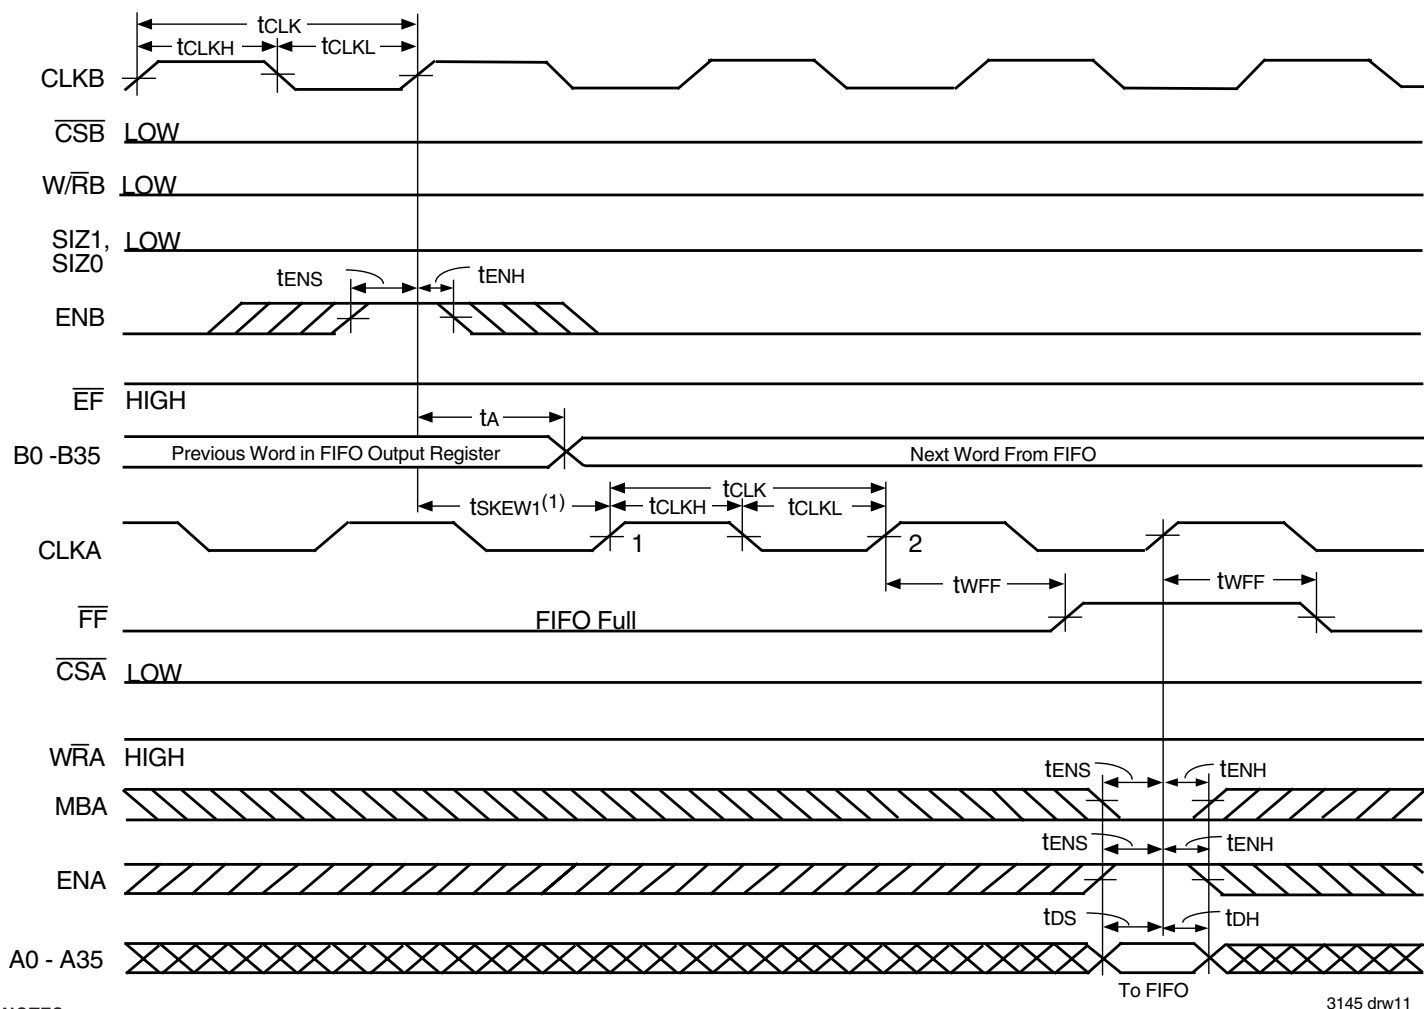 tCLK
tCLKH tCLKL
CLKB
CSB LOW
W/RB LOW
SIZ1, LOW
SIZ0
tENS tENH
ENB
EF HIGH
tA
B0 -B35 Previous Word in FIFO Output Register Next Word From FIFO
tCLK
tSKEW1(1) tCLKH tCLKL
CLKA 1 2
tWFF tWFF
FF FIFO Full
CSA LOW
WRA HIGH
tENS tENH
MBA
tENS tENH
ENA
tDS tDH
A0 - A35
To FIFO
3145 drw11